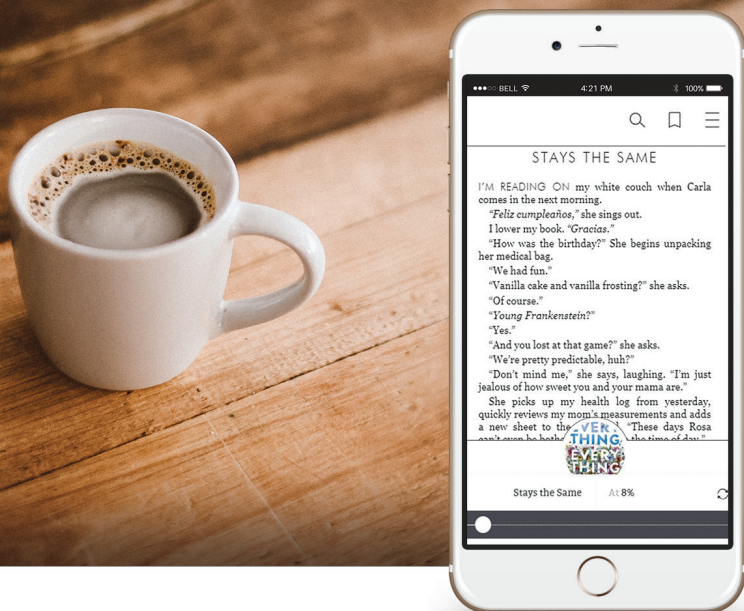 BELL 4:21 PM 100%
STAYS THE SAME
I'M READING ON my white couch when Carla
comes in the next morning.
“Feliz cumpleaños,” she sings out.
I lower my book. “Gracias.”
“How was the birthday?” She begins unpacking
her medical bag.
“We had fun.”
“Vanilla cake and vanilla frosting?” she asks.
“Of course.”
“Young Frankenstein?”
“Yes.”
“And you lost at that game?” she asks.
“We're pretty predictable, huh?”
“Don't mind me,” she says, laughing. “I'm just
jealous of how sweet you and your mama are.”
She picks up my health log from yesterday,
quickly reviews my mom's measurements and adds
a new sheet to the “These days Rosa
can't even be the time of day.”
EVERY
THING,
EVERY
THING
Stays the Same At 8%